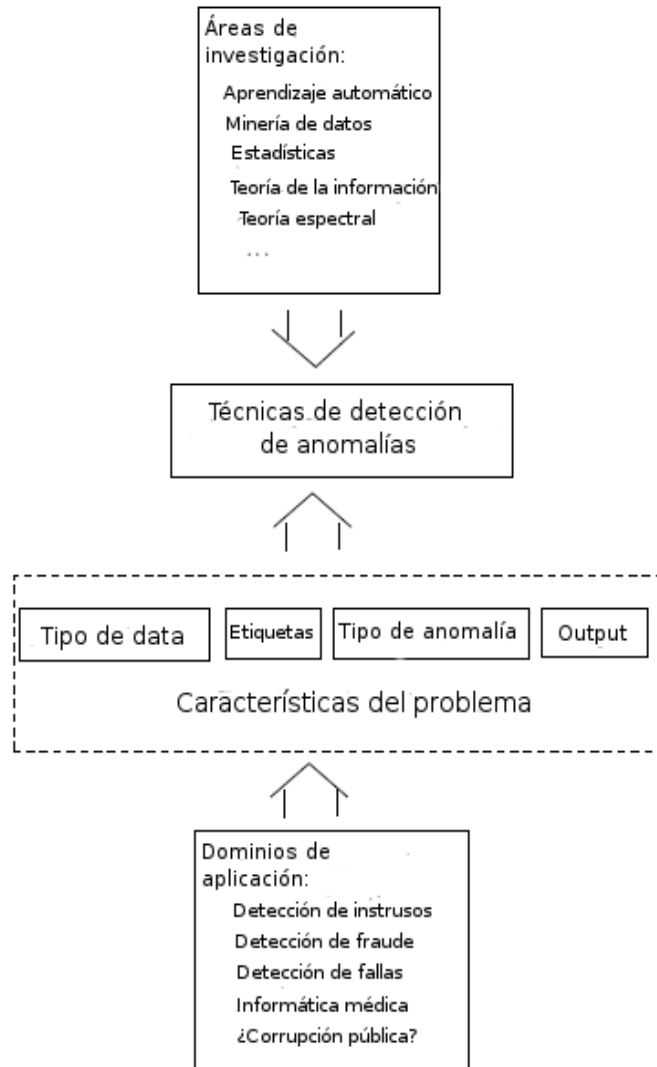 Áreas de
investigación:
Aprendizaje automático
Minería de datos
Estadísticas
Teoría de la información
Teoría espectral
...
Técnicas de detección
de anomalías
Tipo de data
Etiquetas
Tipo de anomalía
Output
Característicás del problema
Dominios de
aplicación:
Detección de instrusos
Detección de fraude
Detección de fallas
Informática médica
¿Corrupción pública?